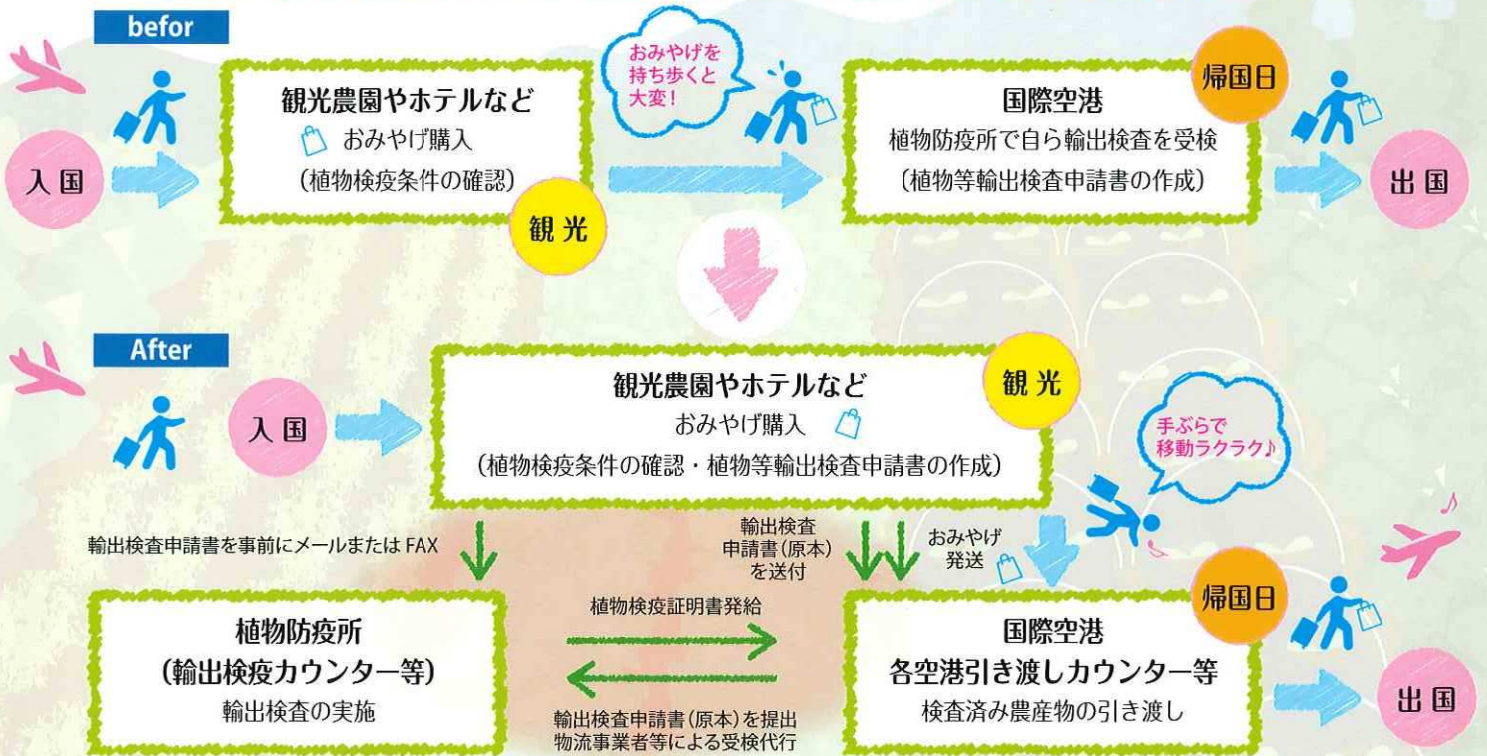 befor
入国
観光農園やホテルなど
おみやげ購入
(植物検疫条件の確認)
観光
おみやげを
持ち歩くと
大変!
国際空港
植物防疫所で自ら輸出検査を受検
(植物等輸出検査申請書の作成)
帰国日
出国
After
入国
観光農園やホテルなど
おみやげ購入
(植物検疫条件の確認・植物等輸出検査申請書の作成)
観光
手ぶらで
移動ラクラク♪
輸出検査申請書を事前にメールまたは FAX
輸出検査
申請書(原本)
を送付
おみやげ
発送
植物防疫所
(輸出検疫カウンター等)
輸出検査の実施
植物検疫証明書発給
輸出検査申請書(原本)を提出
物流事業者等による受検代行
国際空港
各空港引き渡しカウンター等
検査済み農産物の引き渡し
帰国日
出国